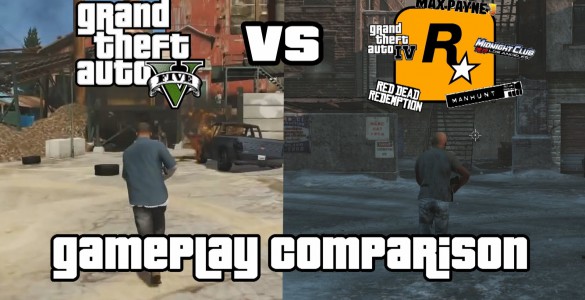 grand
theft
auto
V
FIVE
VS
MAX PAYNE
grand
theft
auto IV
R
MIDNIGHT CLUB
RED DEAD
REDEMPTION
MANHUNT
gameplay comparison